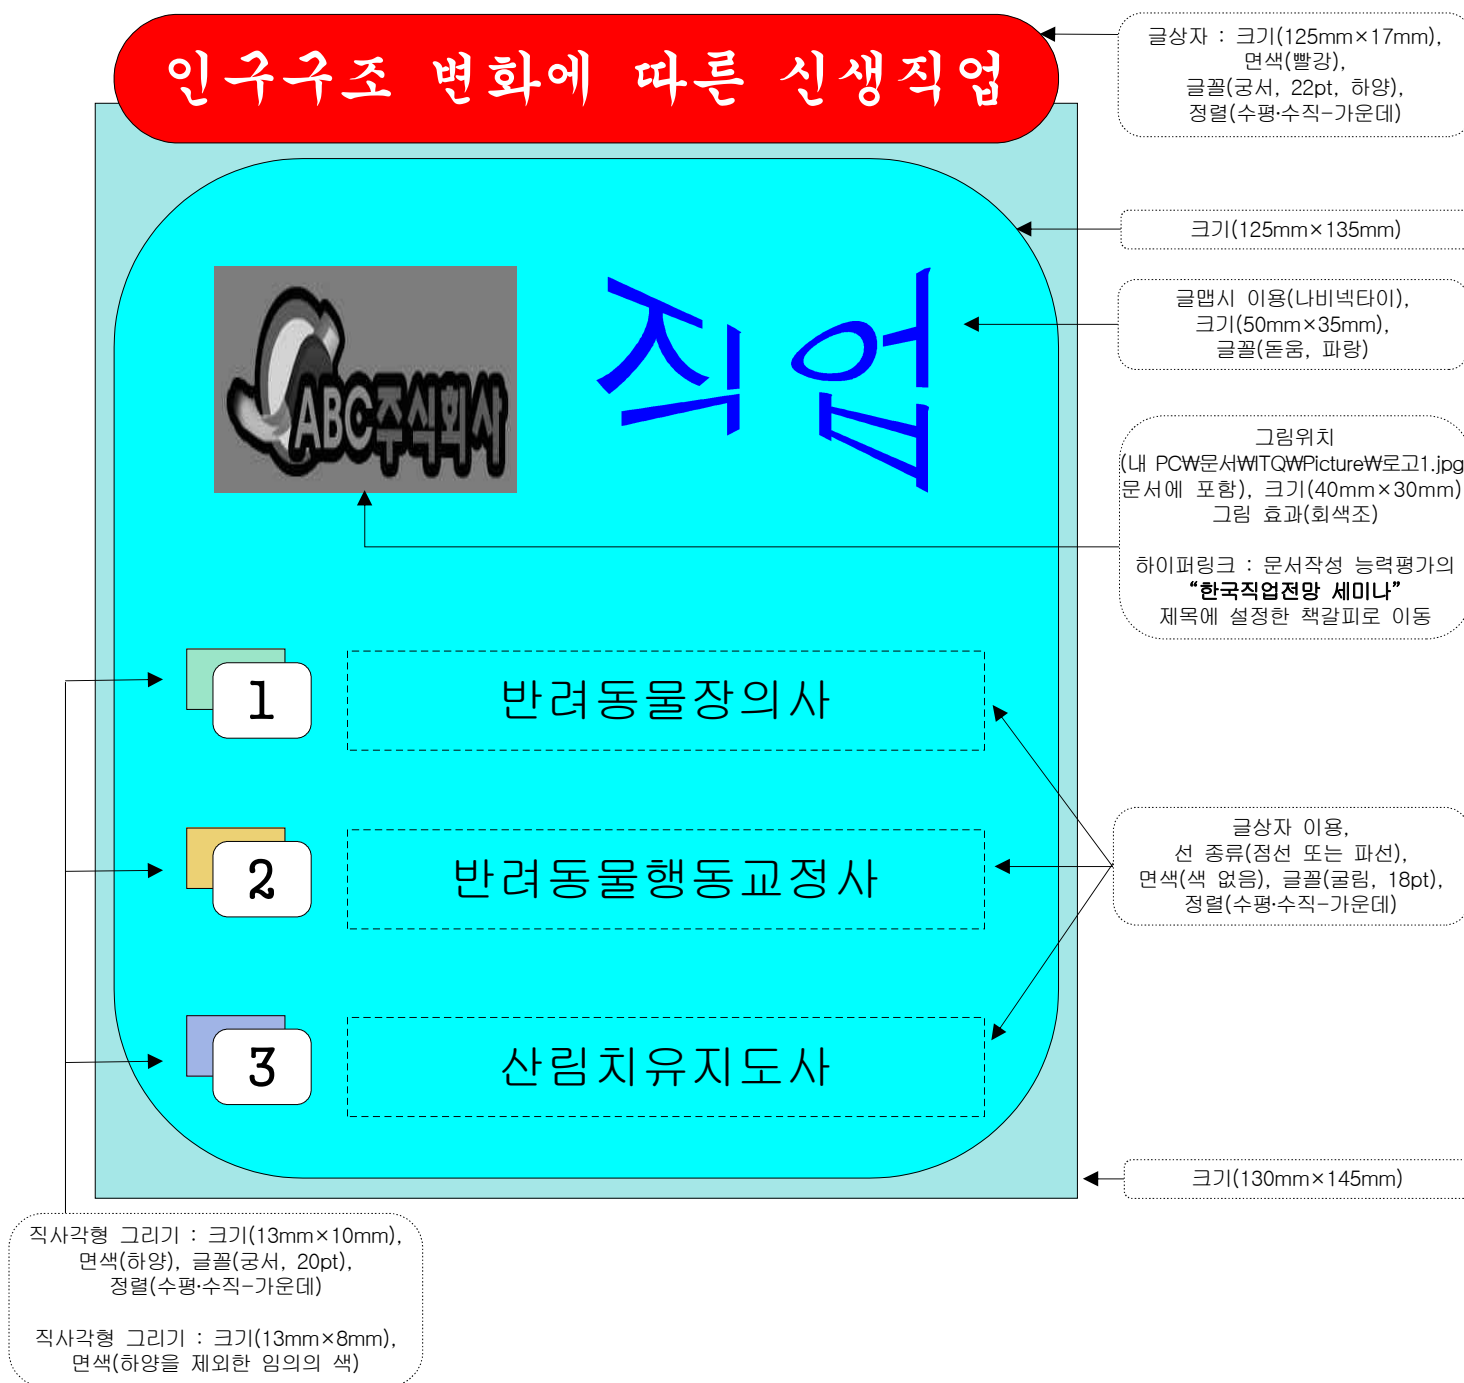 인구구조 변화에 따른 신생직업
글상자 : 크기(125mm×17mm),
면색(빨강),
글꼴(궁서, 22pt, 하양),
정렬(수평·수직-가운데)
크기(125mm×135mm)
직업
글맵시 이용(나비넥타이),
크기(50mm×35mm),
글꼴(돋움, 파랑)
ABC주식회사
그림위치
(내 PC₩문서₩ITQ₩Picture₩로고1.jpg
문서에 포함), 크기(40mm×30mm)
그림 효과(회색조)
하이퍼링크 : 문서작성 능력평가의
“한국직업전망 세미나”
제목에 설정한 책갈피로 이동
1 반려동물장의사
2 반려동물행동교정사
글상자 이용,
선 종류(점선 또는 파선),
면색(색 없음), 글꼴(굴림, 18pt),
정렬(수평·수직-가운데)
3 산림치유지도사
크기(130mm×145mm)
직사각형 그리기 : 크기(13mm×10mm),
면색(하양), 글꼴(궁서, 20pt),
정렬(수평·수직-가운데)
직사각형 그리기 : 크기(13mm×8mm),
면색(하양을 제외한 임의의 색)